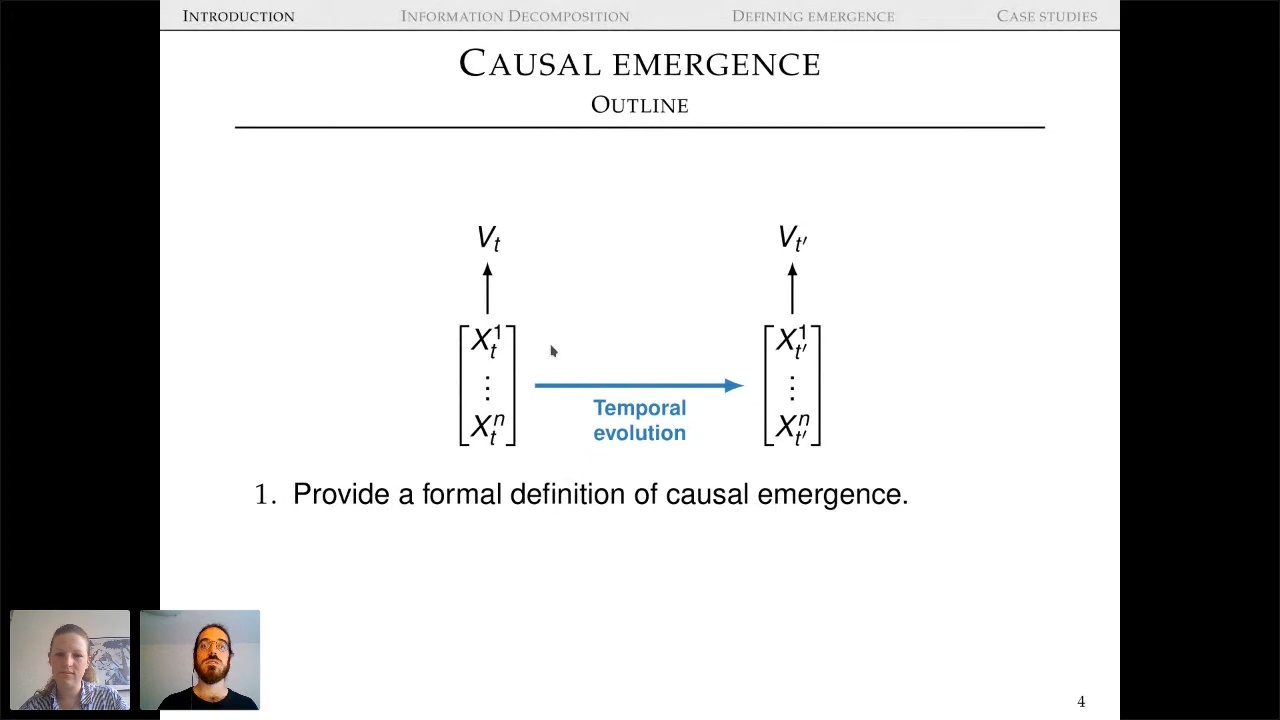 INTRODUCTION INFORMATION DECOMPOSITION DEFINING EMERGENCE CASE STUDIES
CAUSAL EMERGENCE
OUTLINE
V_t V_t′
X_t^1 X_t′^1
⋮ ⋮
X_t^n X_t′^n
Temporal
evolution
1. Provide a formal definition of causal emergence.
4